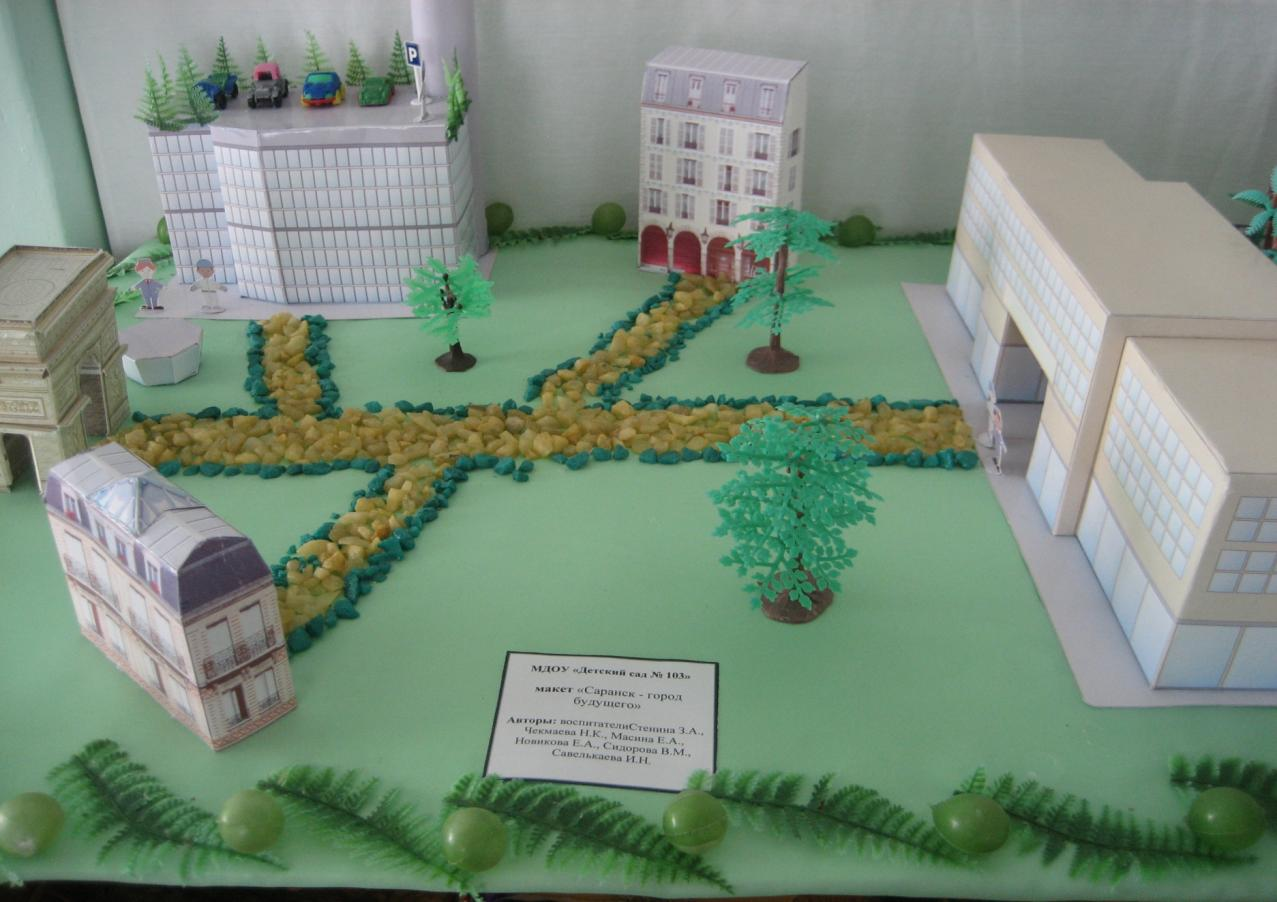 P
МДОУ «Детский сад № 103»
макет «Саранск - город
будущего»
Авторы: воспитателиСтенина З.А.,
Чекмаева Н.К., Масина Е.А.,
Новикова Е.А., Сидорова В.М.,
Савелькаева И.Н.